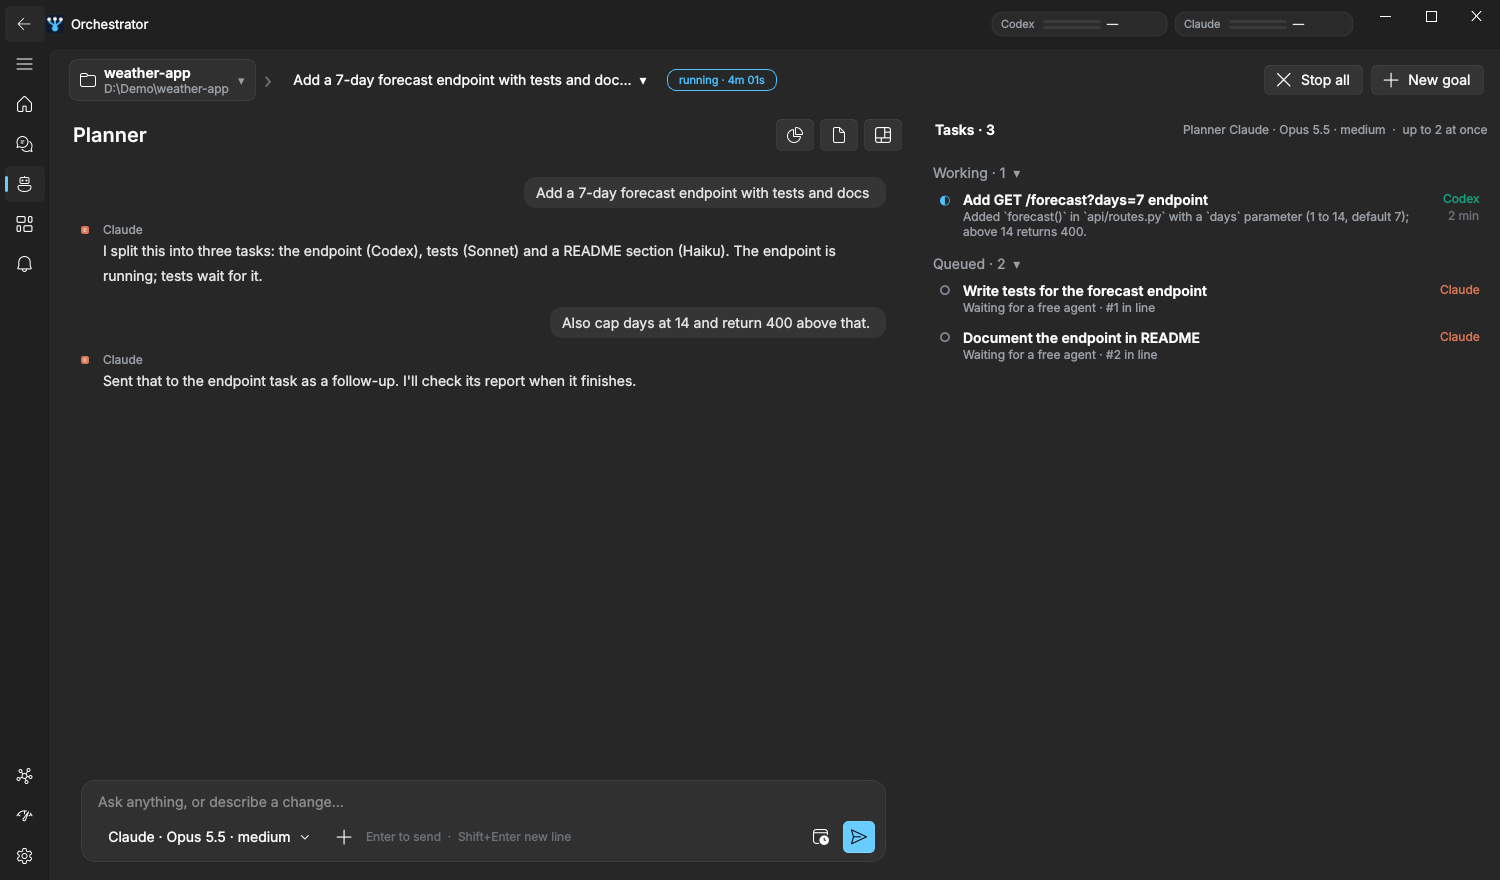 Orchestrator
Codex —
Claude —
weather-app
D:\Demo\weather-app
Add a 7-day forecast endpoint with tests and doc...
running · 4m 01s
Stop all
New goal
Planner
Add a 7-day forecast endpoint with tests and docs
Claude
I split this into three tasks: the endpoint (Codex), tests (Sonnet) and a README section (Haiku). The endpoint is
running; tests wait for it.
Also cap days at 14 and return 400 above that.
Claude
Sent that to the endpoint task as a follow-up. I'll check its report when it finishes.
Ask anything, or describe a change...
Claude · Opus 5.5 · medium
Enter to send · Shift+Enter new line
Tasks · 3
Planner Claude · Opus 5.5 · medium · up to 2 at once
Working · 1
Add GET /forecast?days=7 endpoint
Codex
Added `forecast()` in `api/routes.py` with a `days` parameter (1 to 14, default 7);
2 min
above 14 returns 400.
Queued · 2
Write tests for the forecast endpoint
Claude
Waiting for a free agent · #1 in line
Document the endpoint in README
Claude
Waiting for a free agent · #2 in line